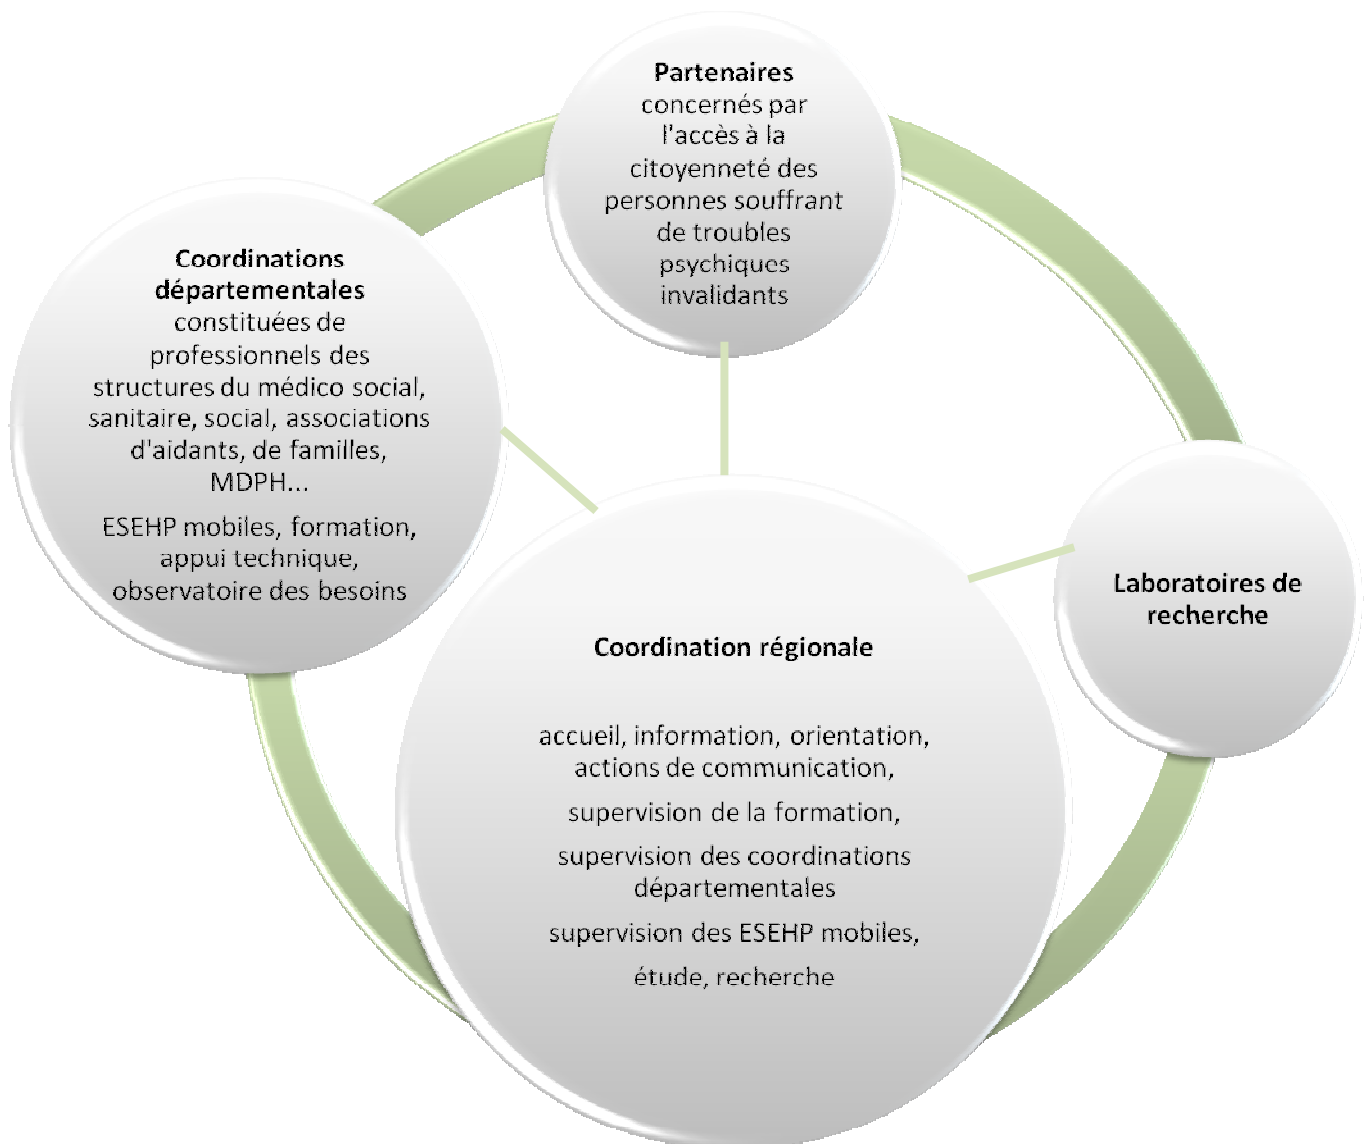 Partenaires
concernés par
l'accès à la
citoyenneté des
personnes souffrant
de troubles
psychiques
invalidants
Coordinations
départementales
constituées de
professionnels des
structures du médico social,
sanitaire, social, associations
d'aidants, de familles,
MDPH...
ESEHP mobiles, formation,
appui technique,
observatoire des besoins
Laboratoires de
recherche
Coordination régionale
accueil, information, orientation,
actions de communication,
supervision de la formation,
supervision des coordinations
départementales
supervision des ESEHP mobiles,
étude, recherche